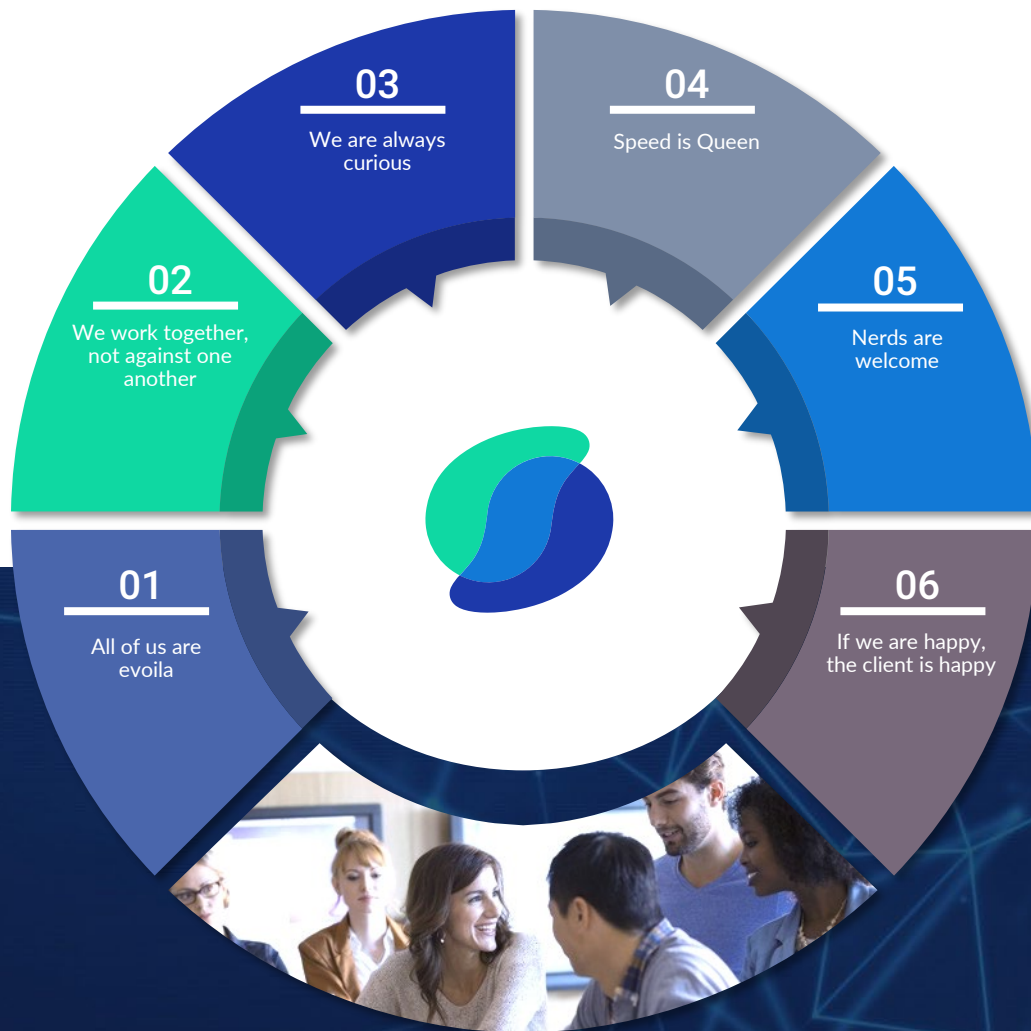 01
All of us are
evoila
02
We work together,
not against one
another
03
We are always
curious
04
Speed is Queen
05
Nerds are
welcome
06
If we are happy,
the client is happy